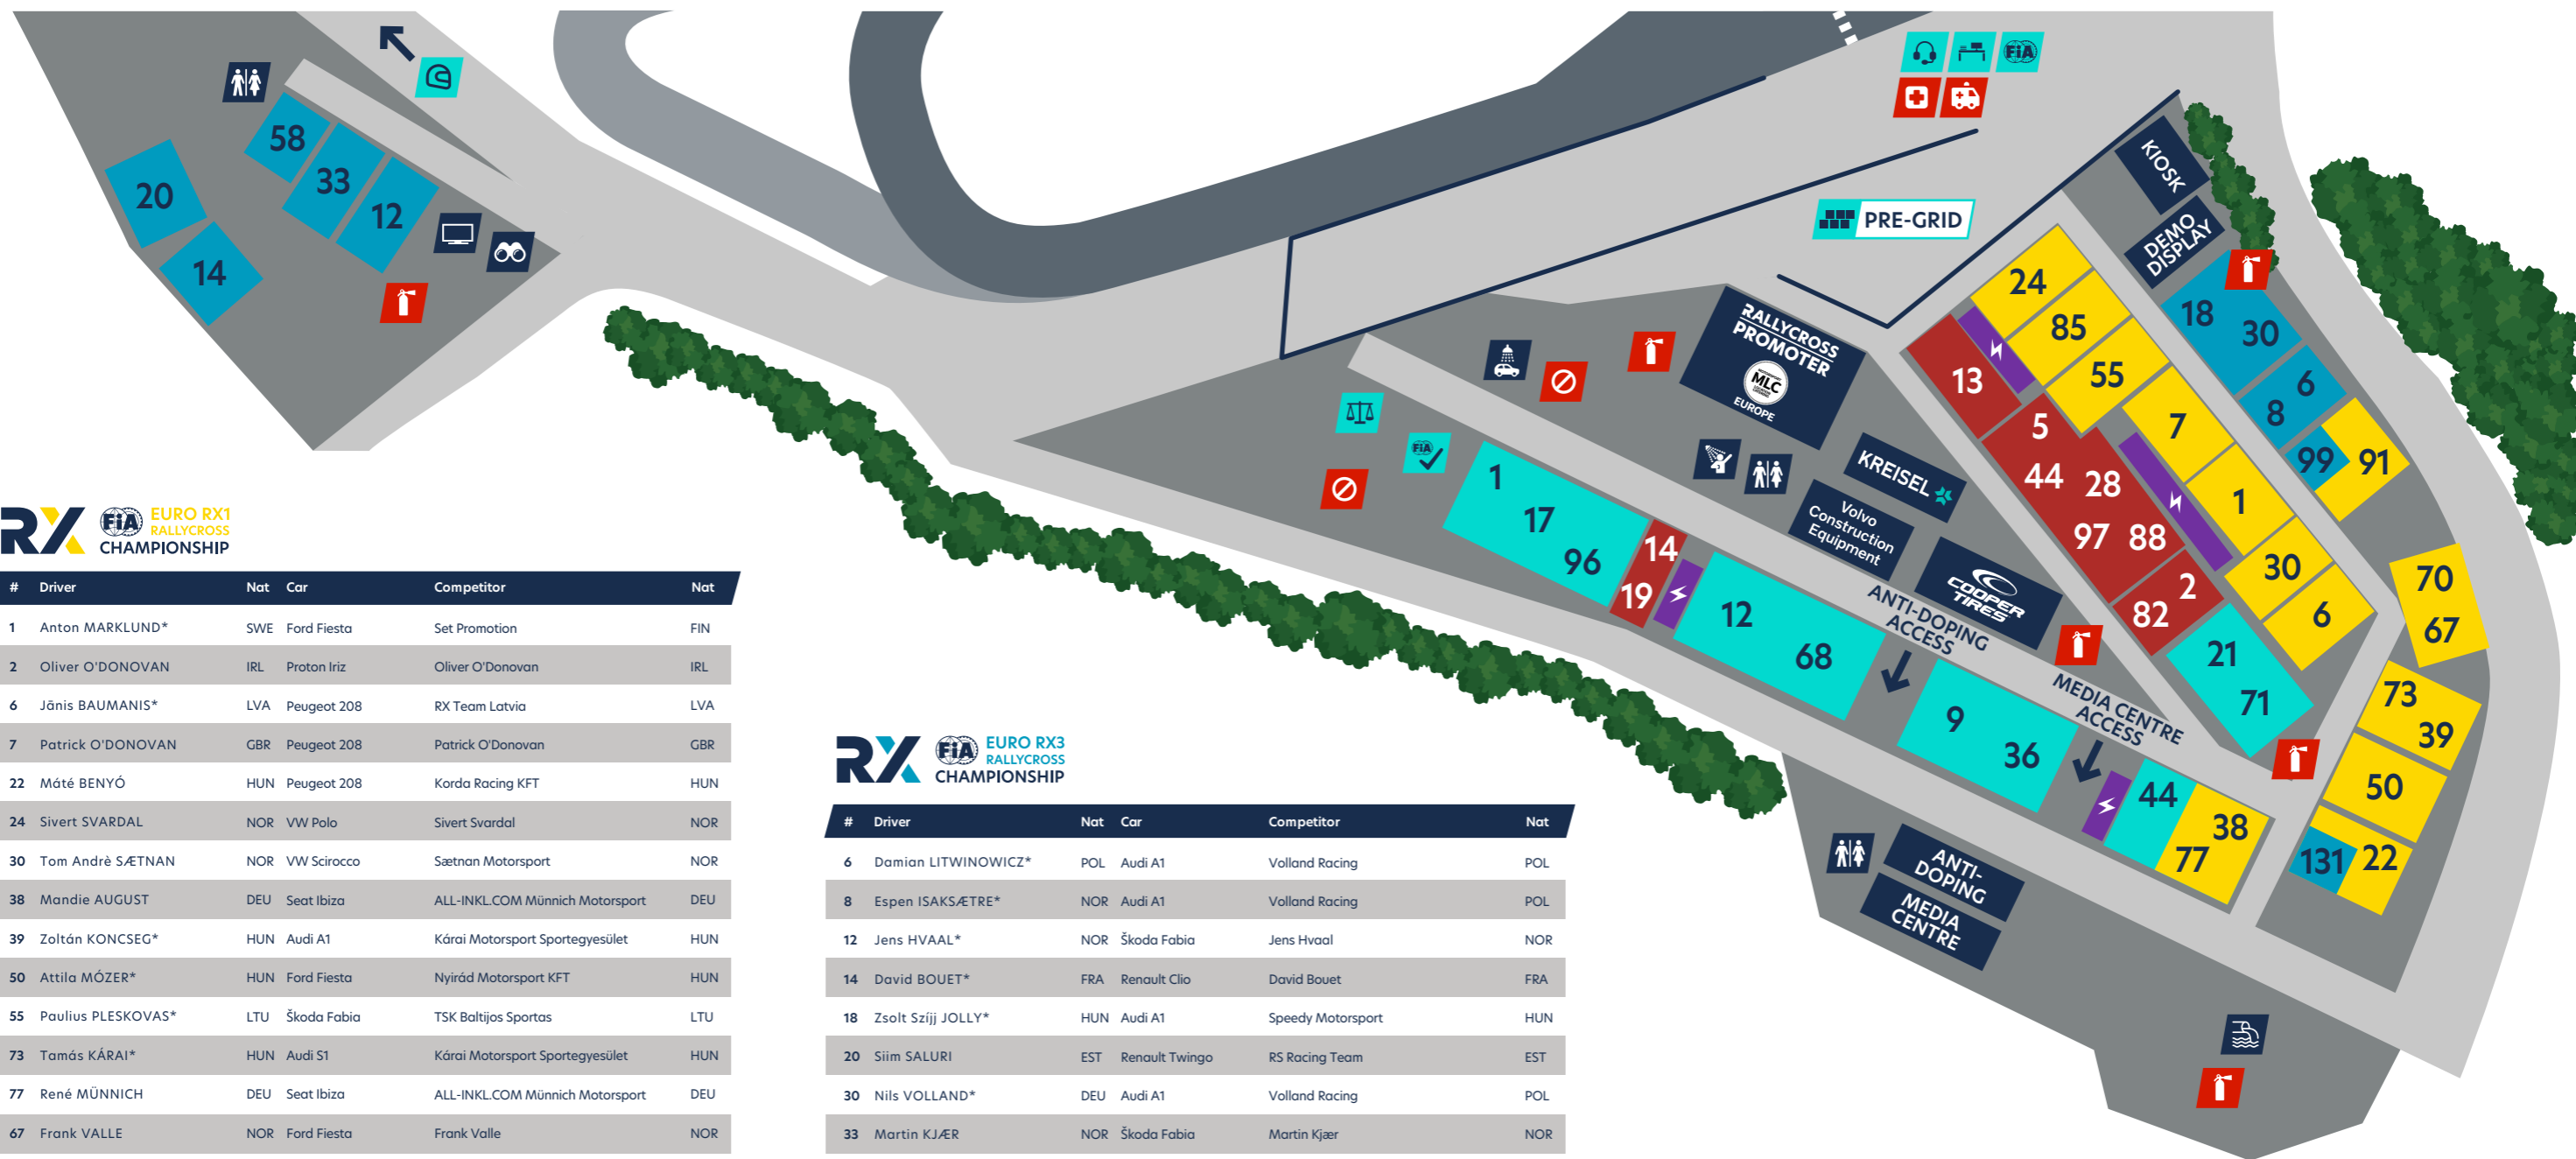 FiA
PRE-GRID
KIOSK
DEMO
DISPLAY
58
33
12
20
14
24
85
55
7
1
30
6
18
30
6
8
99
91
13
5
44
28
97
88
2
82
21
71
70
67
73
39
50
131
22
RALLYCROSS
PROMOTER
MLC
EUROPE
KREISEL
Volvo
Construction
Equipment
COOPER
TIRES
FiA
1
17
96
14
19
12
68
ANTI-DOPING
ACCESS
9
36
MEDIA CENTRE
ACCESS
44
38
77
ANTI-
DOPING
MEDIA
CENTRE
RX FiA EURO RX1
RALLYCROSS
CHAMPIONSHIP
# Driver Nat Car Competitor Nat
1 Anton MARKLUND* SWE Ford Fiesta Set Promotion FIN
2 Oliver O'DONOVAN IRL Proton Iriz Oliver O'Donovan IRL
6 Jānis BAUMANIS* LVA Peugeot 208 RX Team Latvia LVA
7 Patrick O'DONOVAN GBR Peugeot 208 Patrick O'Donovan GBR
22 Máté BENYÓ HUN Peugeot 208 Korda Racing KFT HUN
24 Sivert SVARDAL NOR VW Polo Sivert Svardal NOR
30 Tom Andrè SÆTNAN NOR VW Scirocco Sætnan Motorsport NOR
38 Mandie AUGUST DEU Seat Ibiza ALL-INKL.COM Münnich Motorsport DEU
39 Zoltán KONCSEG* HUN Audi A1 Kárai Motorsport Sportegyesület HUN
50 Attila MÓZER* HUN Ford Fiesta Nyirád Motorsport KFT HUN
55 Paulius PLESKOVAS* LTU Škoda Fabia TSK Baltijos Sportas LTU
73 Tamás KÁRAI* HUN Audi S1 Kárai Motorsport Sportegyesület HUN
77 René MÜNNICH DEU Seat Ibiza ALL-INKL.COM Münnich Motorsport DEU
67 Frank VALLE NOR Ford Fiesta Frank Valle NOR
RX FiA EURO RX3
RALLYCROSS
CHAMPIONSHIP
# Driver Nat Car Competitor Nat
6 Damian LITWINOWICZ* POL Audi A1 Volland Racing POL
8 Espen ISAKSÆTRE* NOR Audi A1 Volland Racing POL
12 Jens HVAAL* NOR Škoda Fabia Jens Hvaal NOR
14 David BOUET* FRA Renault Clio David Bouet FRA
18 Zsolt Szíjj JOLLY* HUN Audi A1 Speedy Motorsport HUN
20 Siim SALURI EST Renault Twingo RS Racing Team EST
30 Nils VOLLAND* DEU Audi A1 Volland Racing POL
33 Martin KJÆR NOR Škoda Fabia Martin Kjær NOR